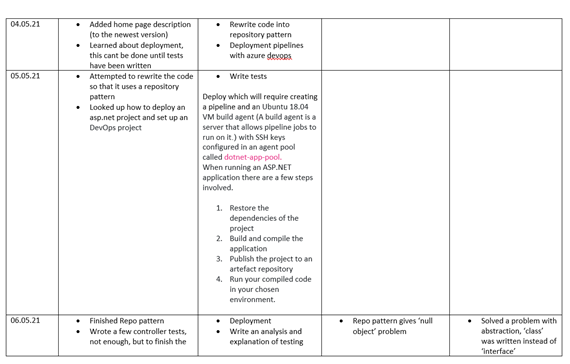 04.05.21
• Added home page description
(to the newest version)
• Learned about deployment,
this cant be done until tests
have been written
• Rewrite code into
repository pattern
• Deployment pipelines
with azure devops
05.05.21
• Attempted to rewrite the code
so that it uses a repository
pattern
• Looked up how to deploy an
asp.net project and set up an
DevOps project
• Write tests
Deploy which will require creating
a pipeline and an Ubuntu 18.04
VM build agent (A build agent is a
server that allows pipeline jobs to
run on it.) with SSH keys
configured in an agent pool
called dotnet-app-pool.
When running an ASP.NET
application there are a few steps
involved.
1. Restore the
dependencies of the
project
2. Build and compile the
application
3. Publish the project to an
artefact repository
4. Run your compiled code
in your chosen
environment.
06.05.21
• Finished Repo pattern
• Wrote a few controller tests,
not enough, but to finish the
• Deployment
• Write an analysis and
explanation of testing
• Repo pattern gives ‘null
object’ problem
• Solved a problem with
abstraction, ‘class’
was written instead of
‘interface’